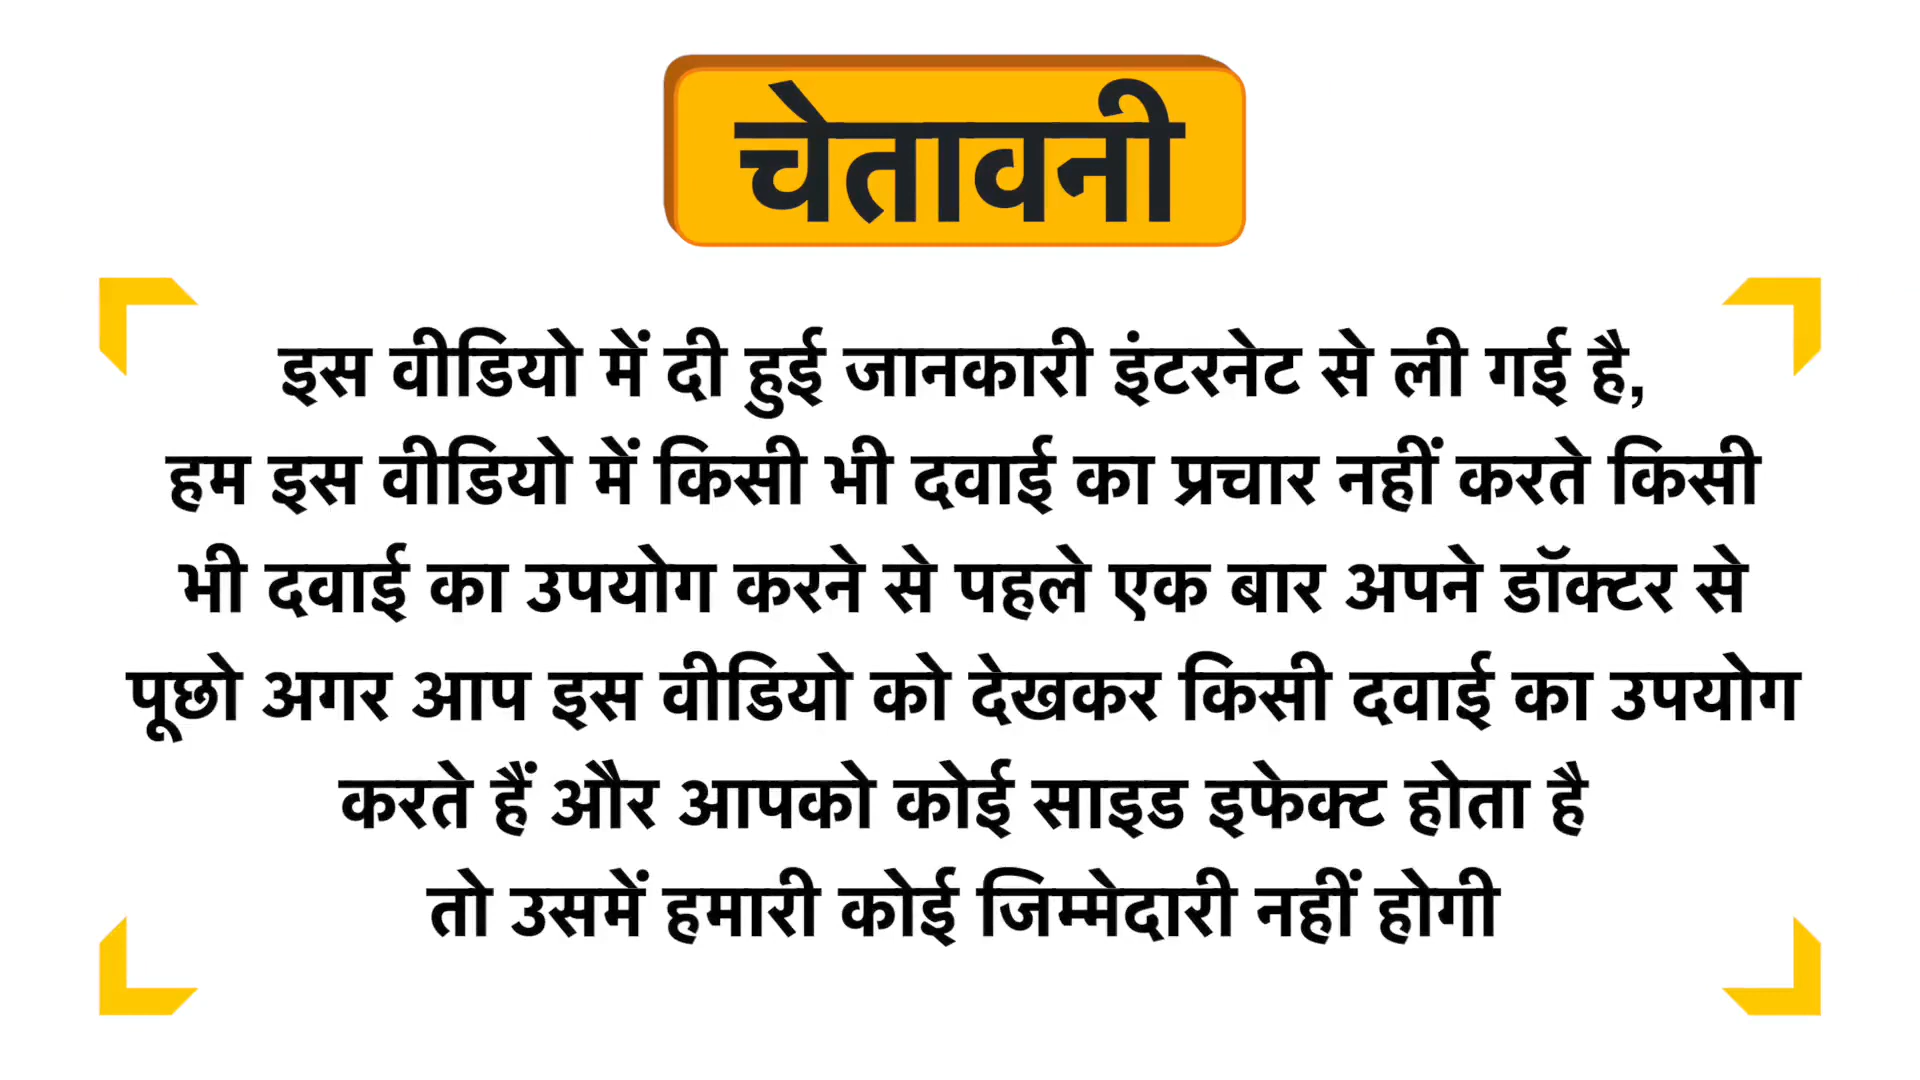 चेतावनी
इस वीडियो में दी हुई जानकारी इंटरनेट से ली गई है,
हम इस वीडियो में किसी भी दवाई का प्रचार नहीं करते किसी
भी दवाई का उपयोग करने से पहले एक बार अपने डॉक्टर से
पूछो अगर आप इस वीडियो को देखकर किसी दवाई का उपयोग
करते हैं और आपको कोई साइड इफेक्ट होता है
तो उसमें हमारी कोई जिम्मेदारी नहीं होगी